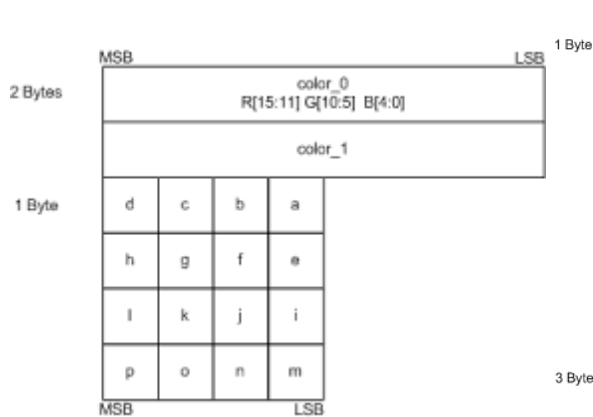 1 Byte
MSB LSB
2 Bytes color_0
R[15:11] G[10:5] B[4:0]
color_1
1 Byte d c b a
h g f e
l k j i
p o n m
3 Byte
MSB LSB